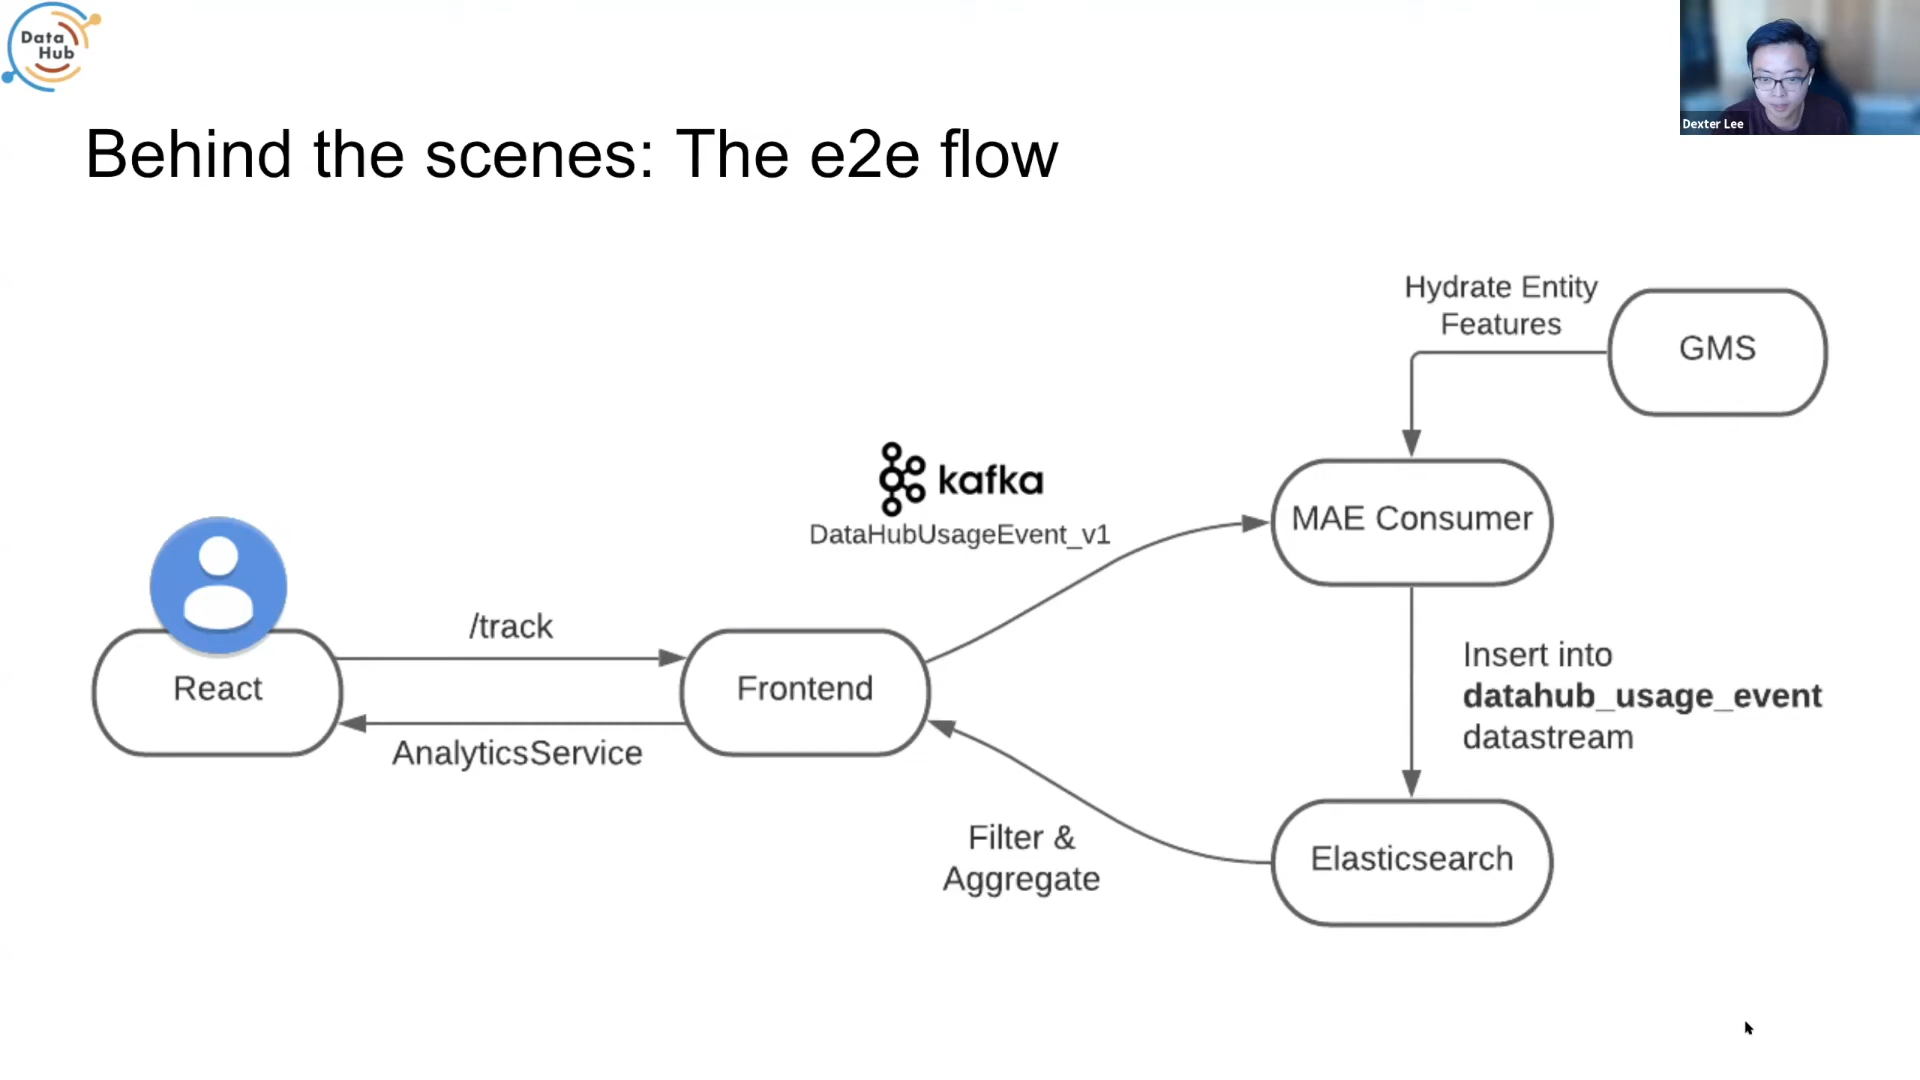 Data
Hub
Dexter Lee
Behind the scenes: The e2e flow
Hydrate Entity
Features
GMS
kafka
DataHubUsageEvent_v1
MAE Consumer
/track
React
Frontend
AnalyticsService
Insert into
datahub_usage_event
datastream
Filter &
Aggregate
Elasticsearch